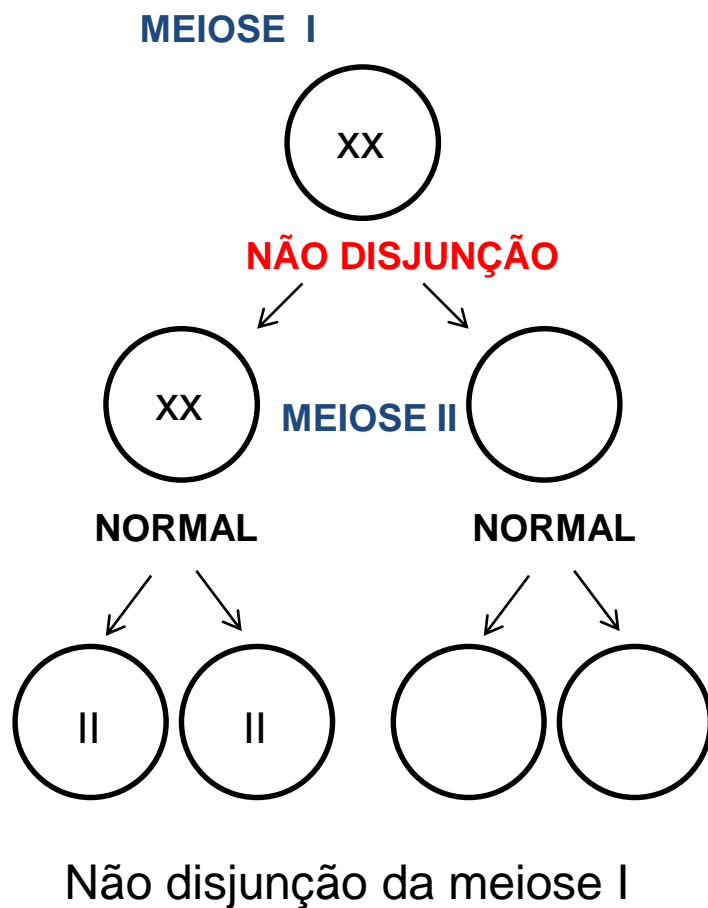 MEIOSE I
XX
NÃO DISJUNÇÃO
XX
MEIOSE II
NORMAL
NORMAL
II
II
Não disjunção da meiose I